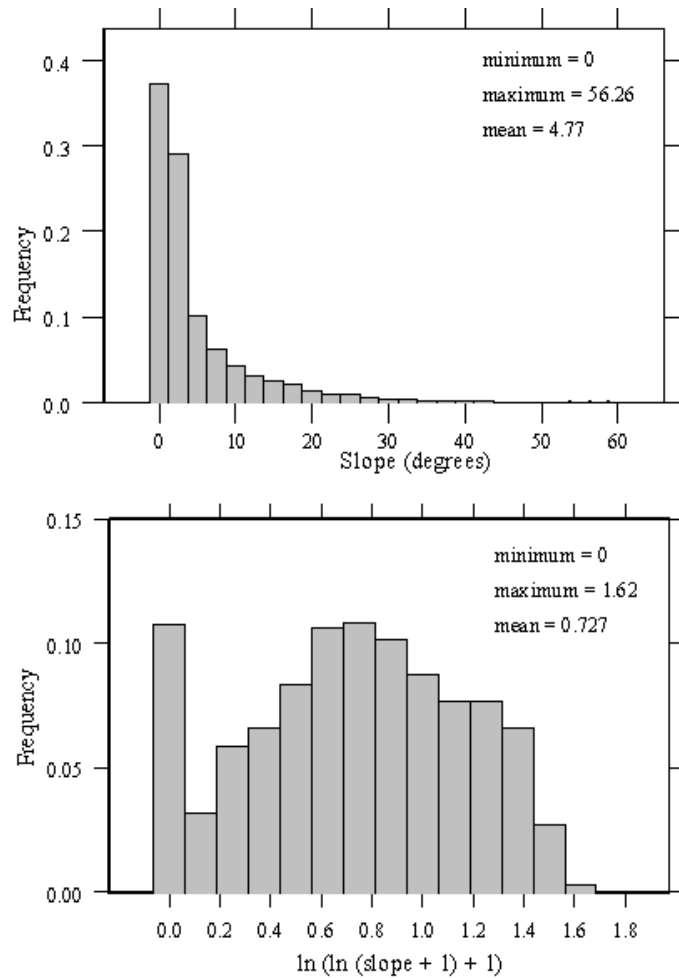 0.4
0.3
0.2
0.1
0.0
Frequency
minimum = 0
maximum = 56.26
mean = 4.77
0 10 20 30 40 50 60
Slope (degrees)
0.15
0.10
0.05
0.00
Frequency
minimum = 0
maximum = 1.62
mean = 0.727
0.0 0.2 0.4 0.6 0.8 1.0 1.2 1.4 1.6 1.8
ln (ln (slope + 1) + 1)